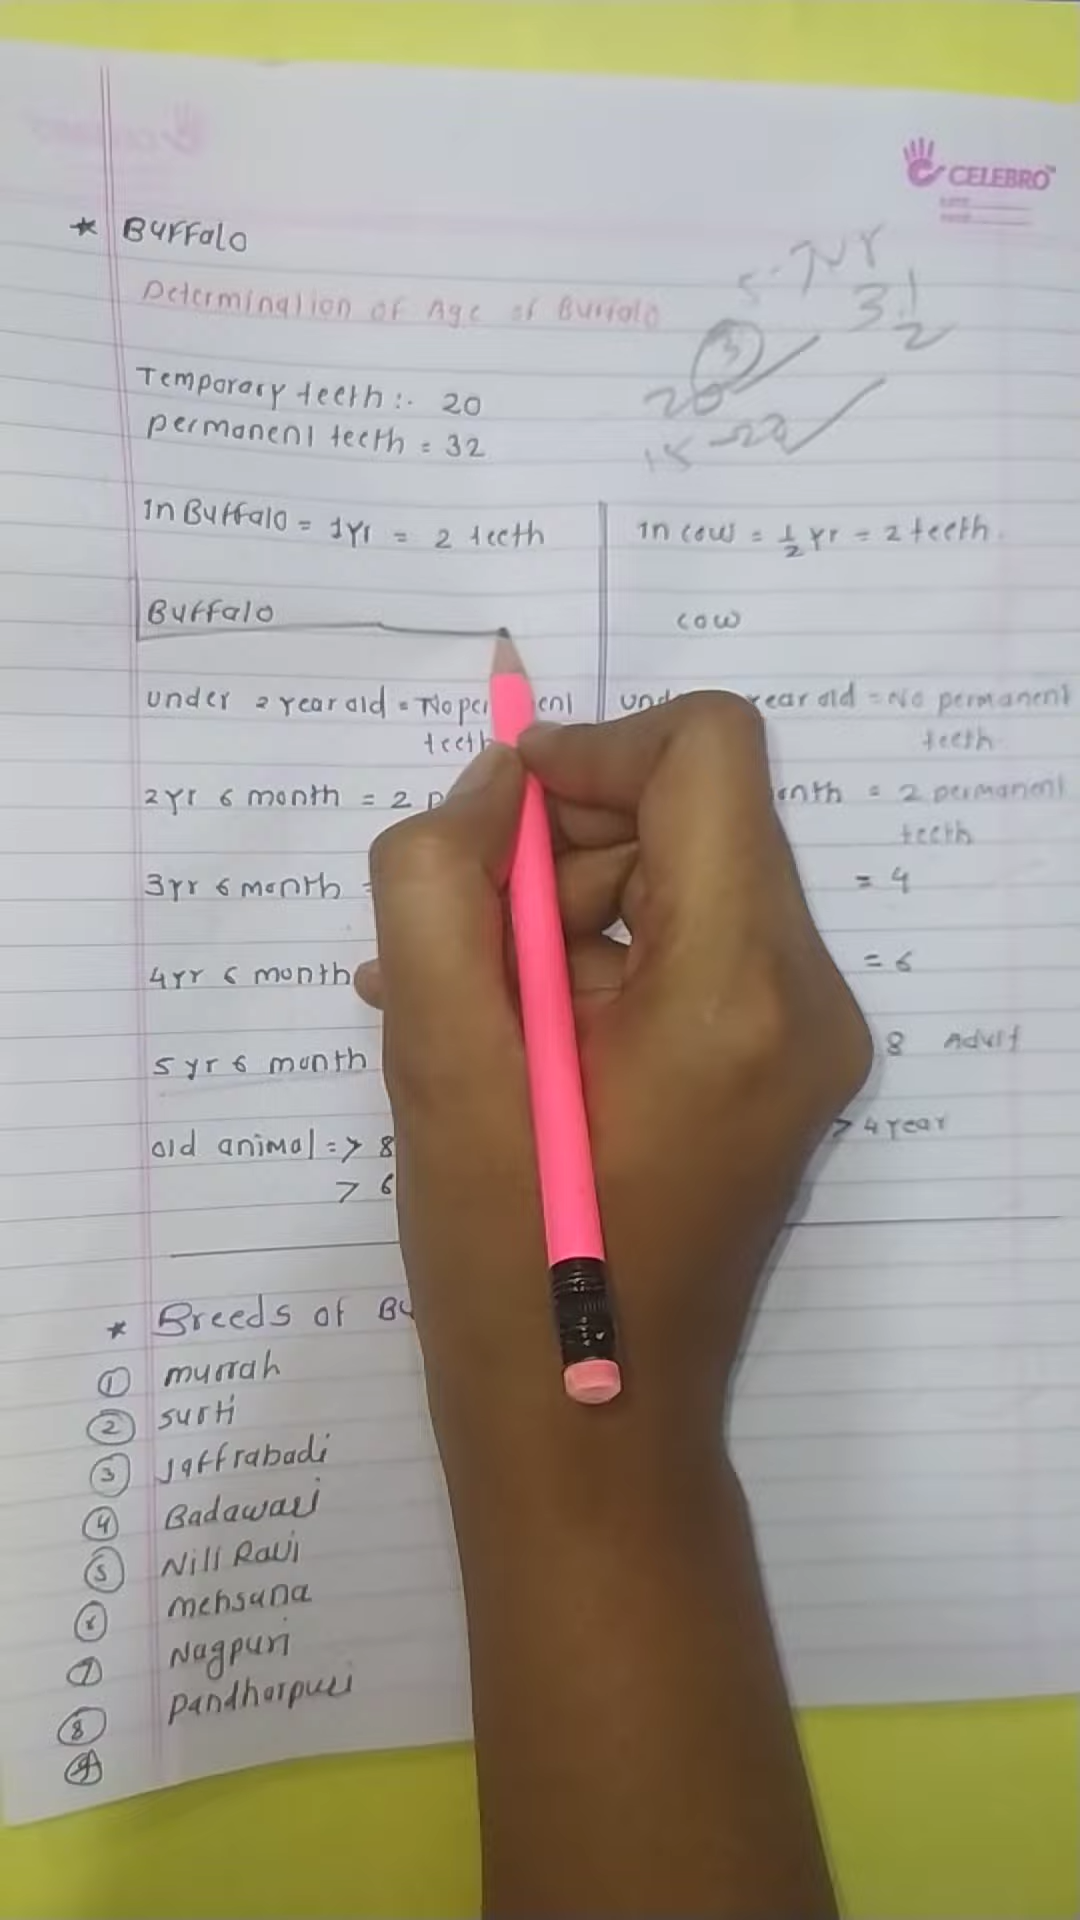 CELEBRO
* Buffalo
5-7yr
3 1/2
Determination of Age of Buffalo
3
20
Temporary teeth :- 20
permanent teeth = 32
15-20
In Buffalo = 1yr = 2 teeth
In cow = 1/2 yr = 2 teeth.
Buffalo
cow
under 2 year old = No
teeth
year old = No permanent
teeth
2yr 6 month = 2
= 2 permanent
teeth
3yr 6 month =
= 4
4yr 6 month
= 6
5yr 6 month
8 Adult
old animal = > 8
> 6
> 4 year
* Breeds of
① murrah
② surti
③ Jaffrabadi
④ Badawari
⑤ Nill Ravi
⑥ mehsana
⑦ Nagpuri
⑧ pandharpuri
⑨